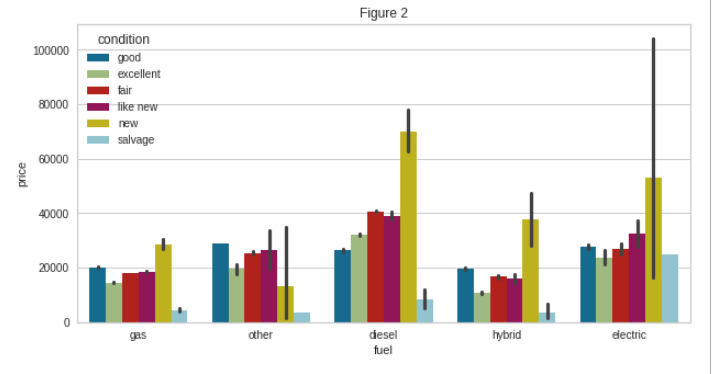 Figure 2
condition
good
excellent
fair
like new
new
salvage
100000
80000
60000
40000
20000
0
price
gas
other
diesel
hybrid
electric
fuel